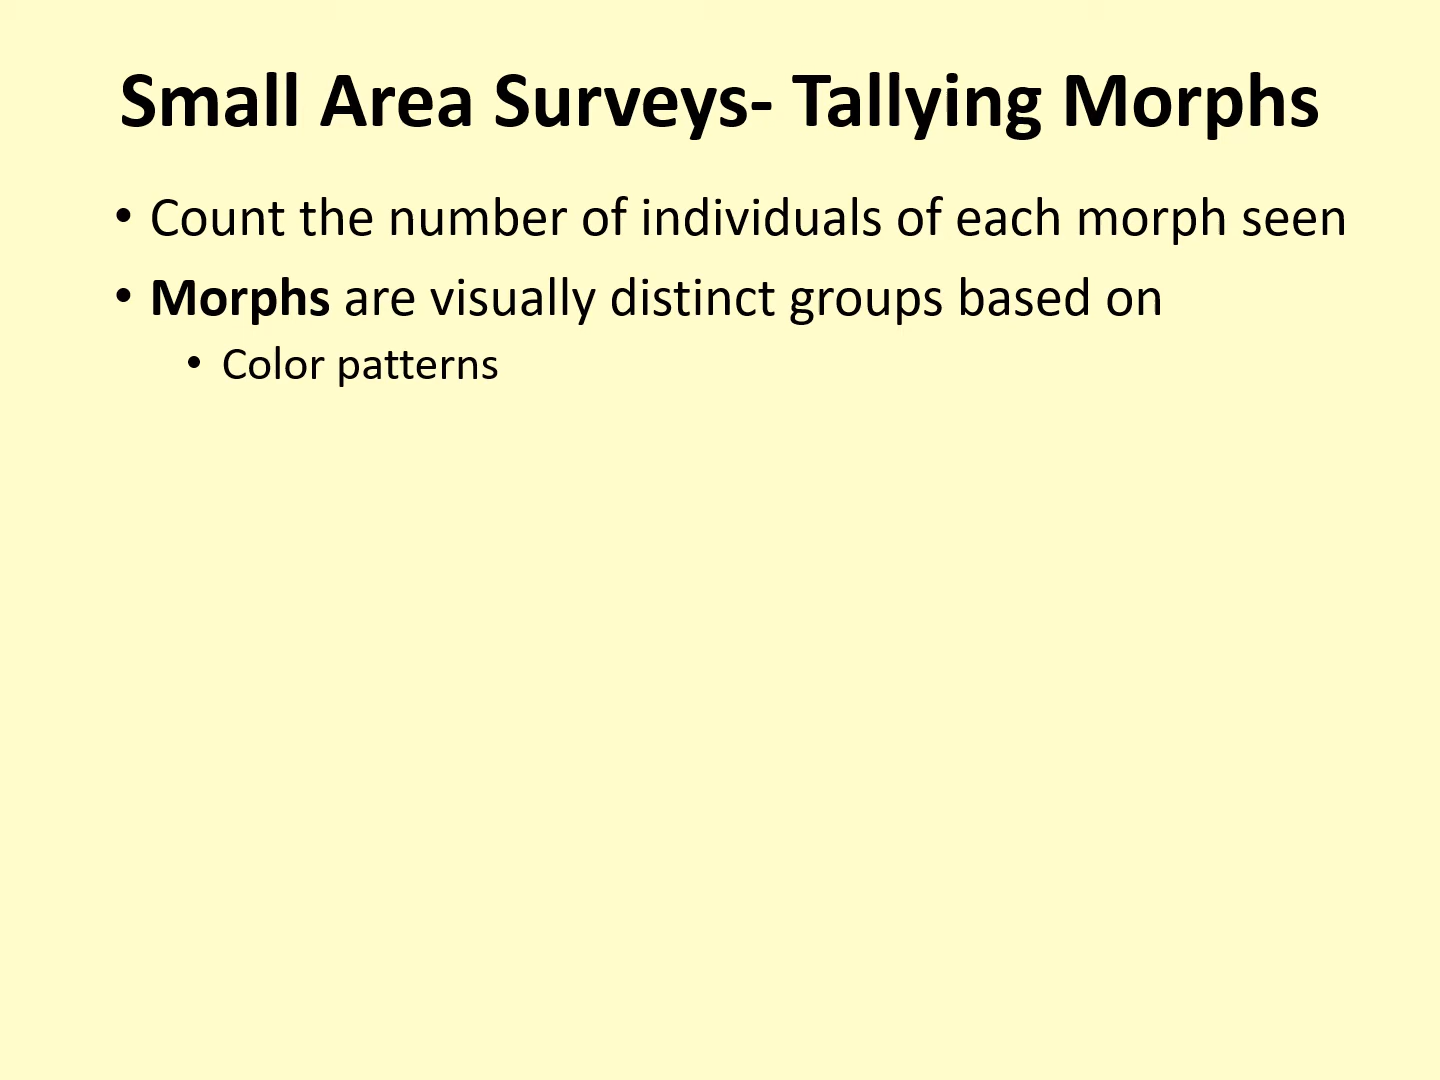 Small Area Surveys- Tallying Morphs
• Count the number of individuals of each morph seen
• Morphs are visually distinct groups based on
• Color patterns